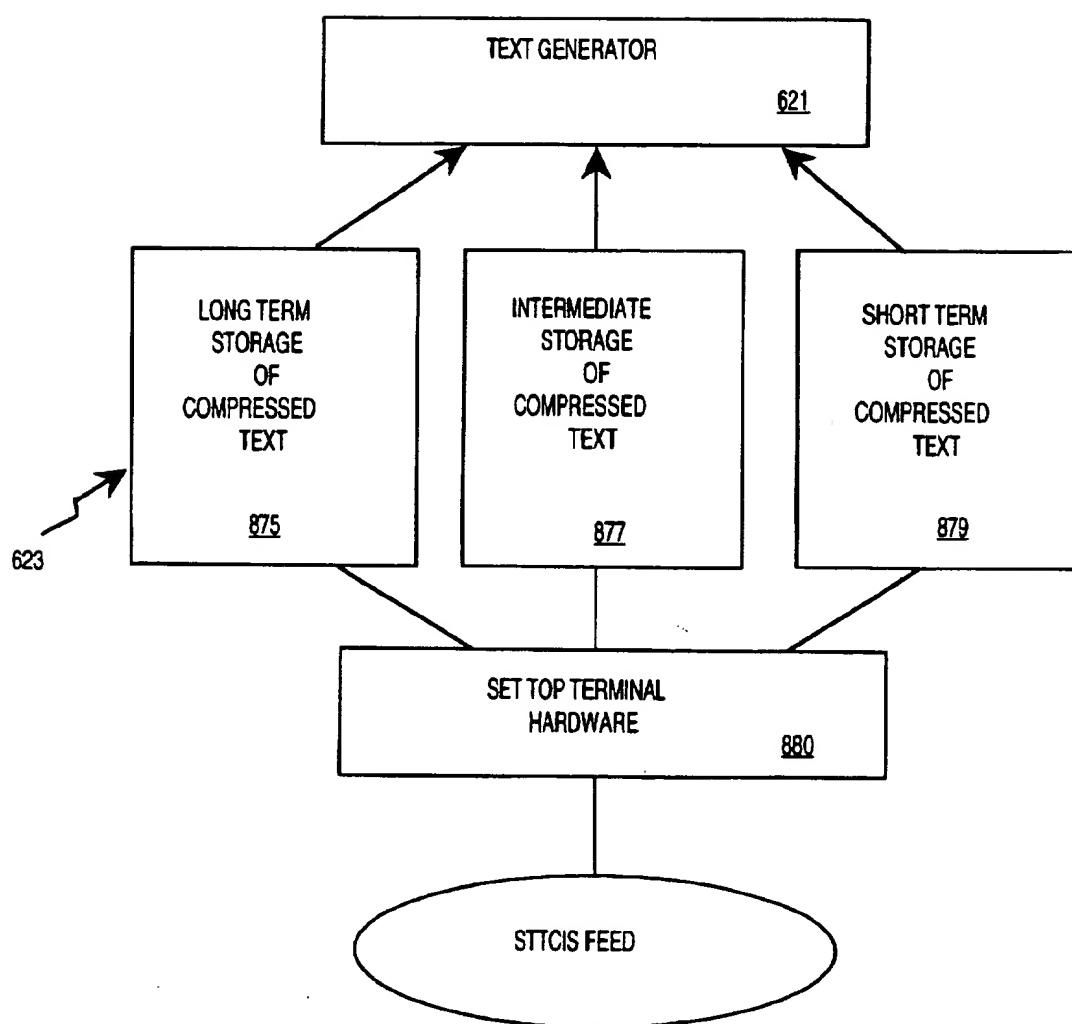 TEXT GENERATOR
621
LONG TERM
STORAGE
OF
COMPRESSED
TEXT
875
INTERMEDIATE
STORAGE
OF
COMPRESSED
TEXT
877
SHORT TERM
STORAGE
OF
COMPRESSED
TEXT
879
623
SET TOP TERMINAL
HARDWARE
880
STTCIS FEED